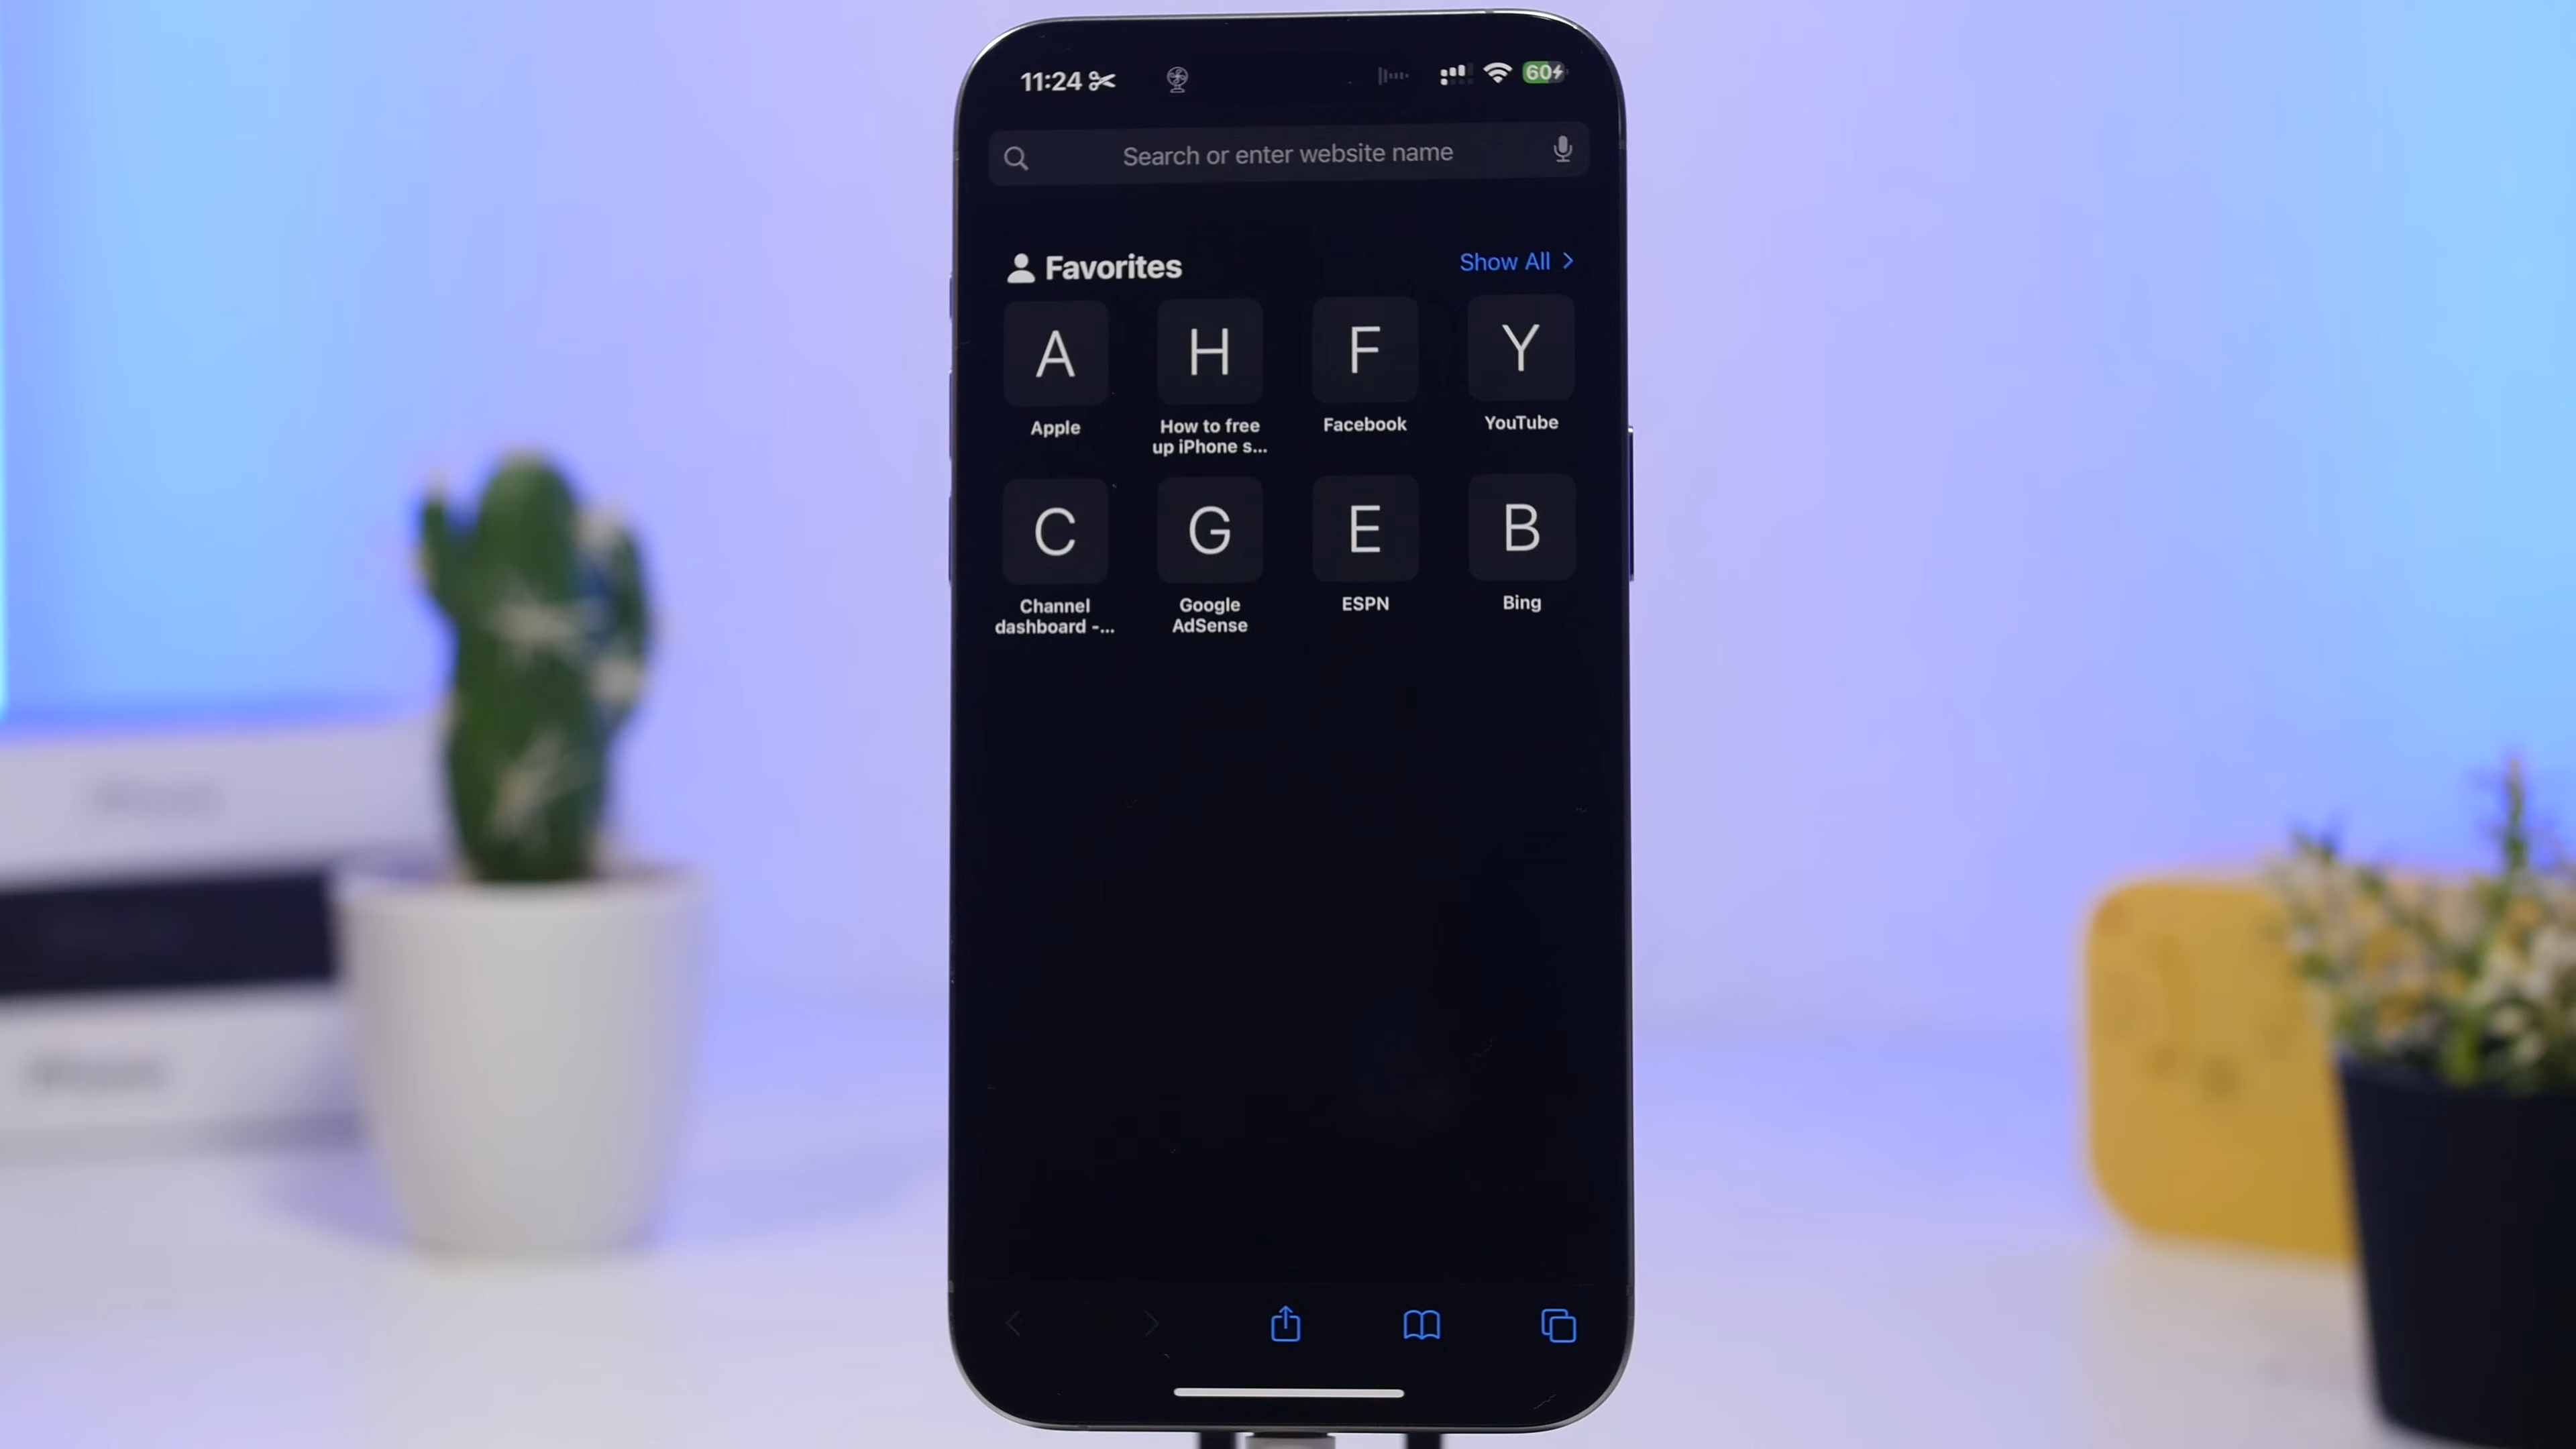 11:24
60
Search or enter website name
Favorites
Show All
A
H
F
Y
Apple
How to free
up iPhone s...
Facebook
YouTube
C
G
E
B
Channel
dashboard -...
Google
AdSense
ESPN
Bing